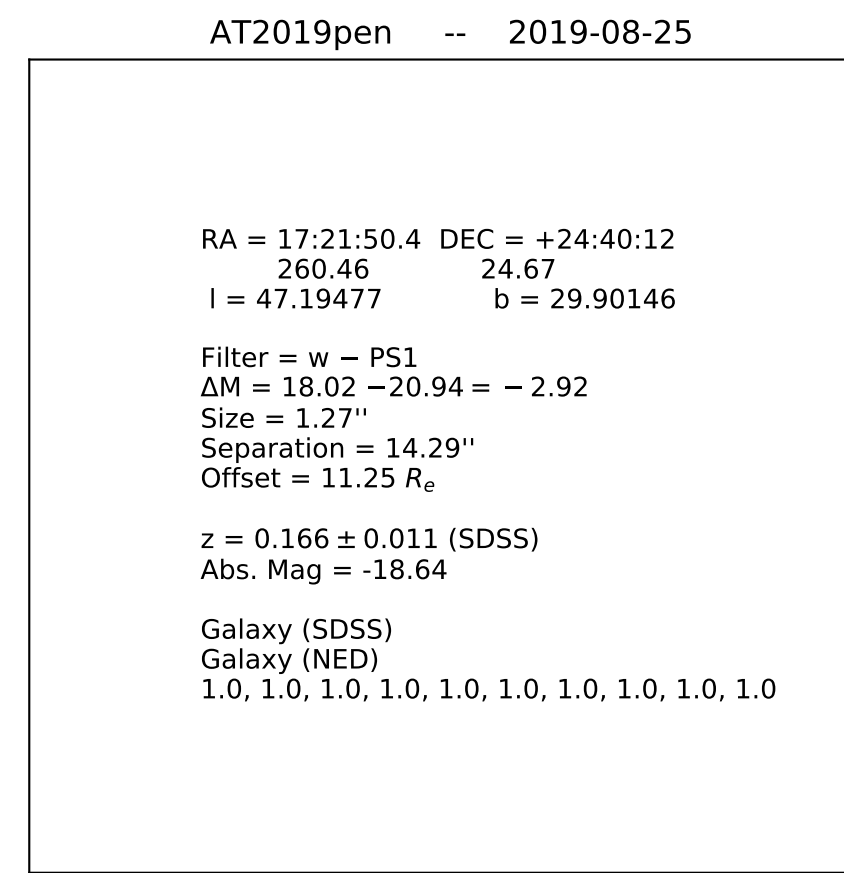 AT2019pen -- 2019-08-25
RA = 17:21:50.4 DEC = +24:40:12
260.46 24.67
l = 47.19477 b = 29.90146
Filter = w − PS1
ΔM = 18.02 −20.94 = − 2.92
Size = 1.27''
Separation = 14.29''
Offset = 11.25 Rₑ
z = 0.166 ± 0.011 (SDSS)
Abs. Mag = -18.64
Galaxy (SDSS)
Galaxy (NED)
1.0, 1.0, 1.0, 1.0, 1.0, 1.0, 1.0, 1.0, 1.0, 1.0